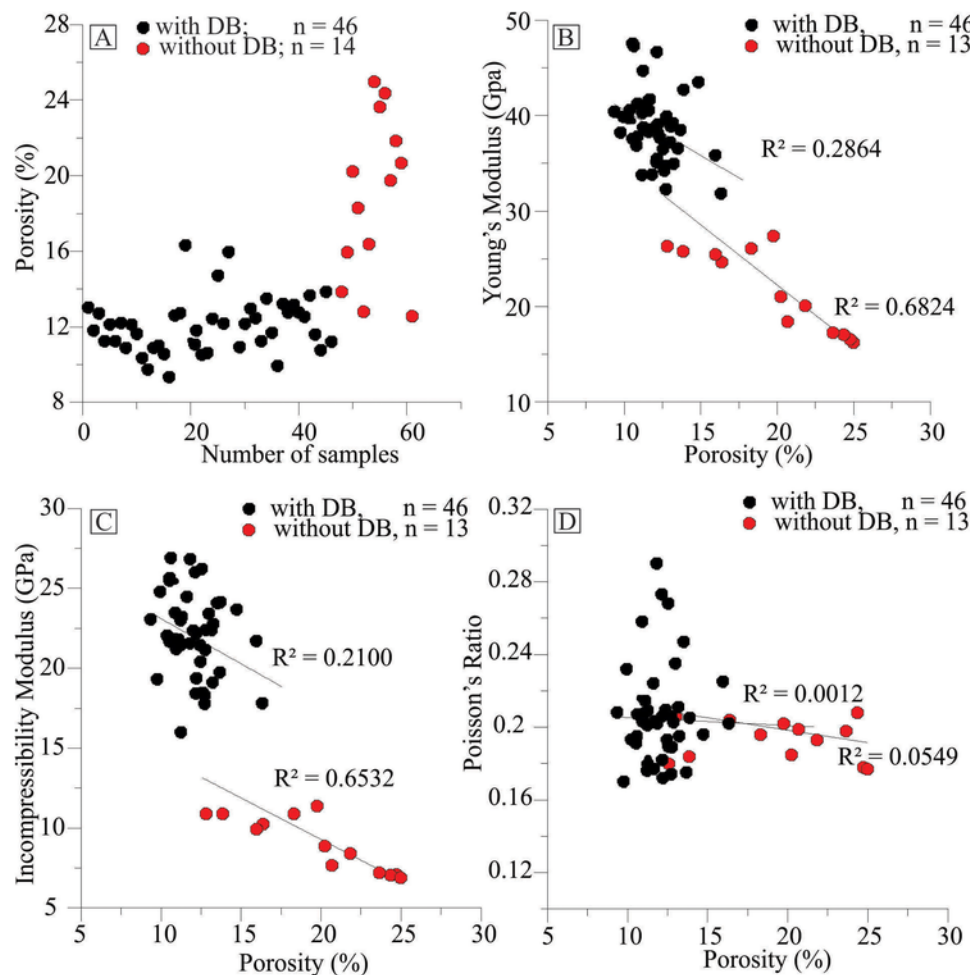 A
with DB; n = 46
without DB; n = 14
28
24
20
16
12
8
Porosity (%)
0 20 40 60
Number of samples
B
with DB, n = 46
without DB, n = 13
50
40
30
20
10
Young's Modulus (Gpa)
R² = 0.2864
R² = 0.6824
5 10 15 20 25 30
Porosity (%)
C
with DB, n = 46
without DB, n = 13
30
25
20
15
10
5
Incompressibility Modulus (GPa)
R² = 0.2100
R² = 0.6532
5 10 15 20 25 30
Porosity (%)
D
with DB, n = 46
without DB, n = 13
0.32
0.28
0.24
0.2
0.16
0.12
Poisson's Ratio
R² = 0.0012
R² = 0.0549
5 10 15 20 25 30
Porosity (%)